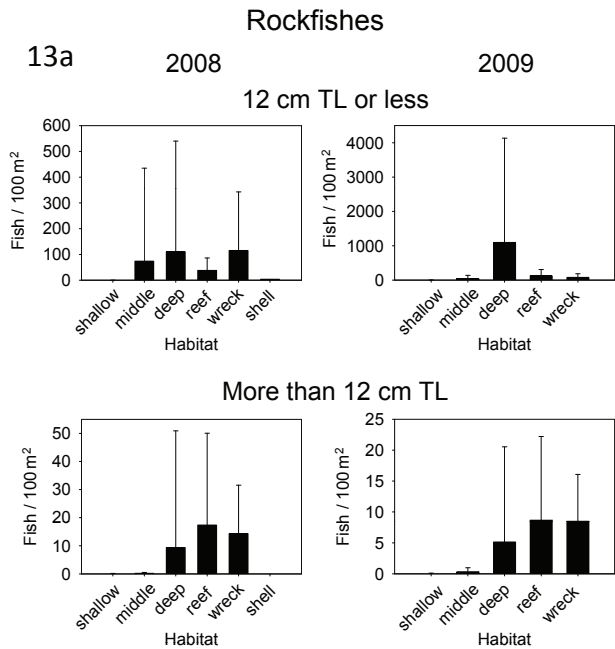 Rockfishes
13a
2008
2009
12 cm TL or less
600
500
400
300
200
100
0
Fish / 100 m²
shallow
middle
deep
reef
wreck
shell
Habitat
4000
3000
2000
1000
0
Fish / 100 m²
shallow
middle
deep
reef
wreck
Habitat
More than 12 cm TL
50
40
30
20
10
0
Fish / 100 m²
shallow
middle
deep
reef
wreck
shell
Habitat
25
20
15
10
5
0
Fish / 100 m²
shallow
middle
deep
reef
wreck
Habitat